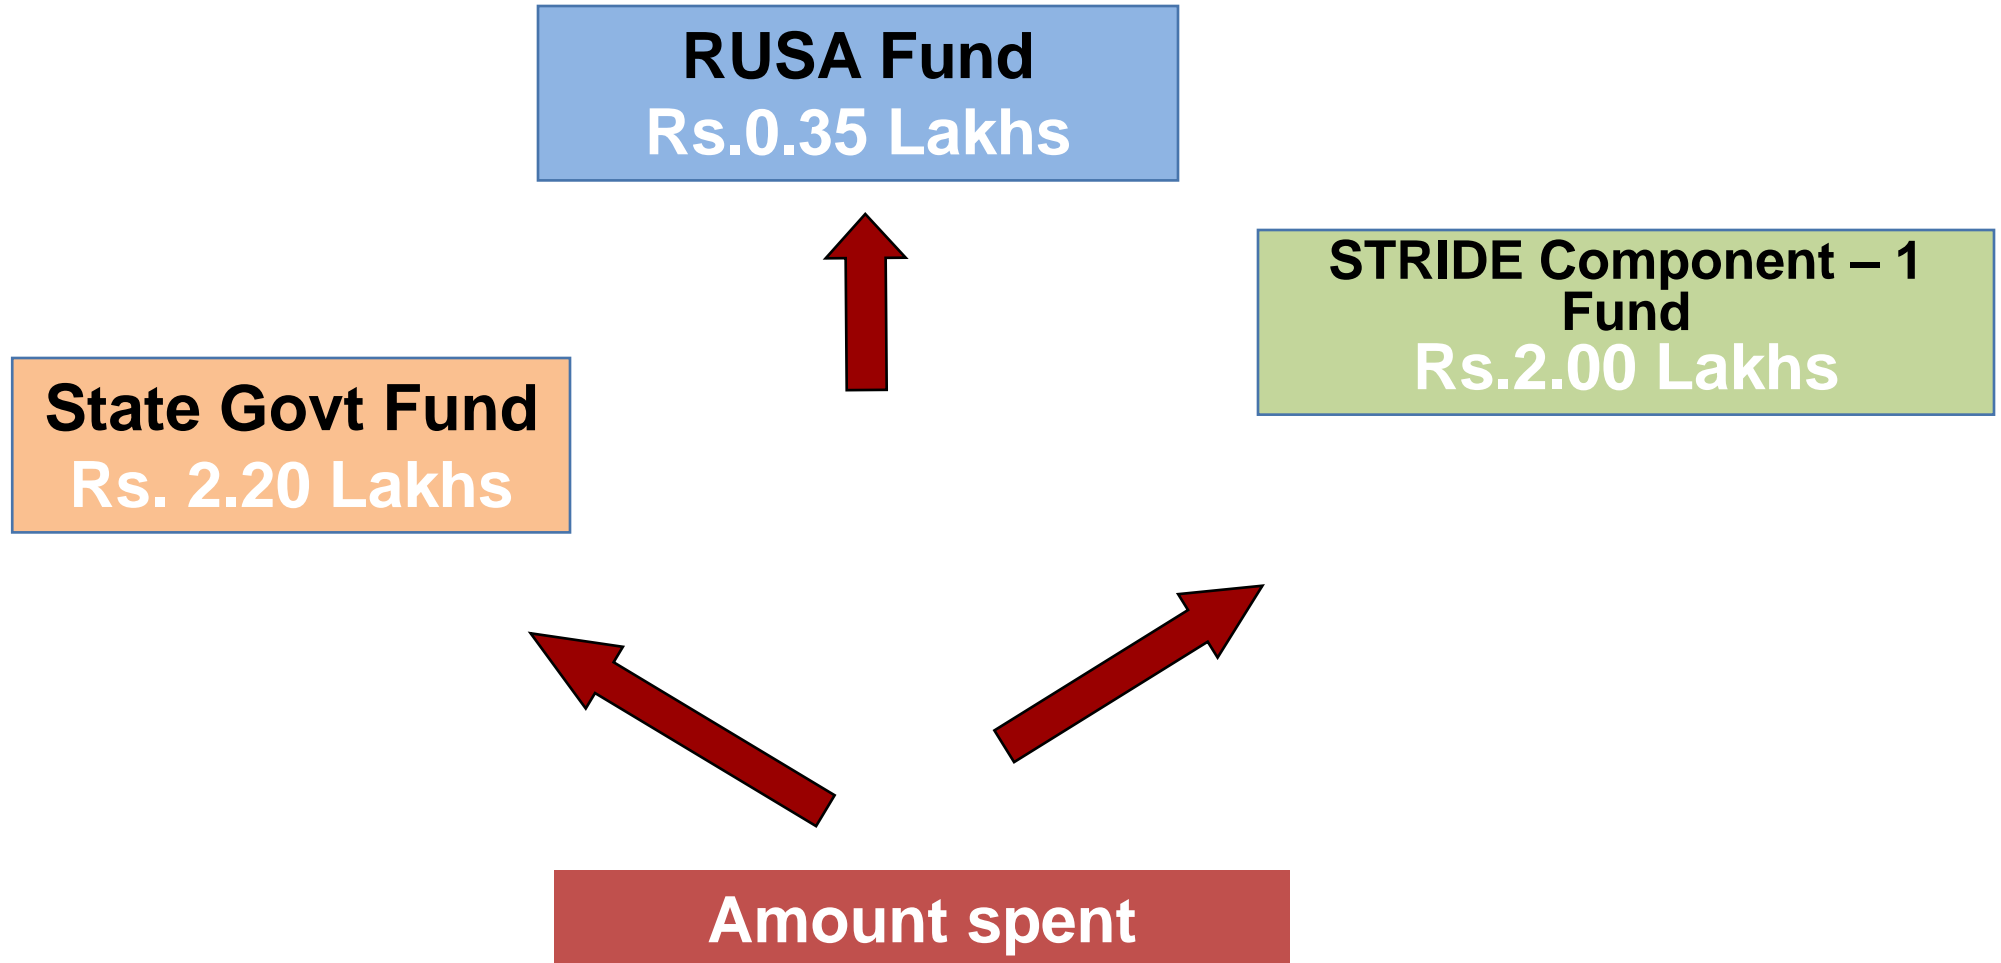 RUSA Fund
Rs.0.35 Lakhs
STRIDE Component – 1
Fund
Rs.2.00 Lakhs
State Govt Fund
Rs. 2.20 Lakhs
Amount spent